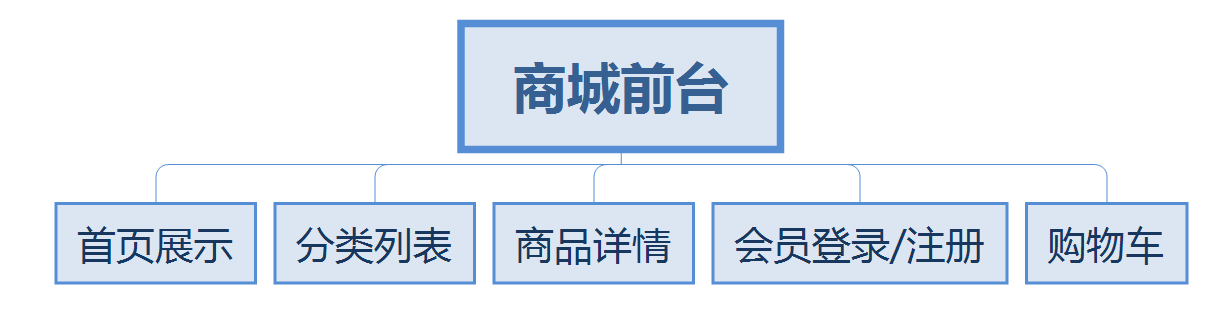 商城前台
首页展示
分类列表
商品详情
会员登录/注册
购物车